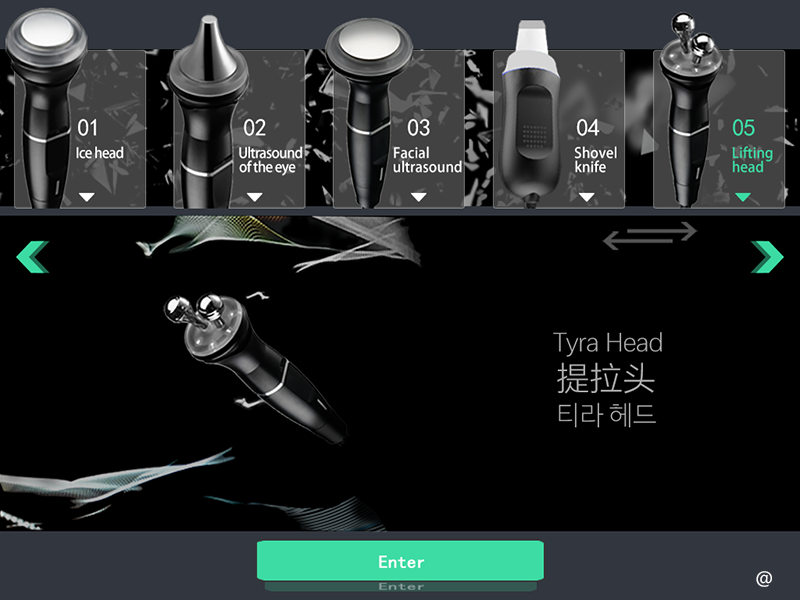 01
Ice head
02
Ultrasound
of the eye
03
Facial
ultrasound
04
Shovel
knife
05
Lifting
head
Tyra Head
提拉头
티라 헤드
Enter
Enter
@